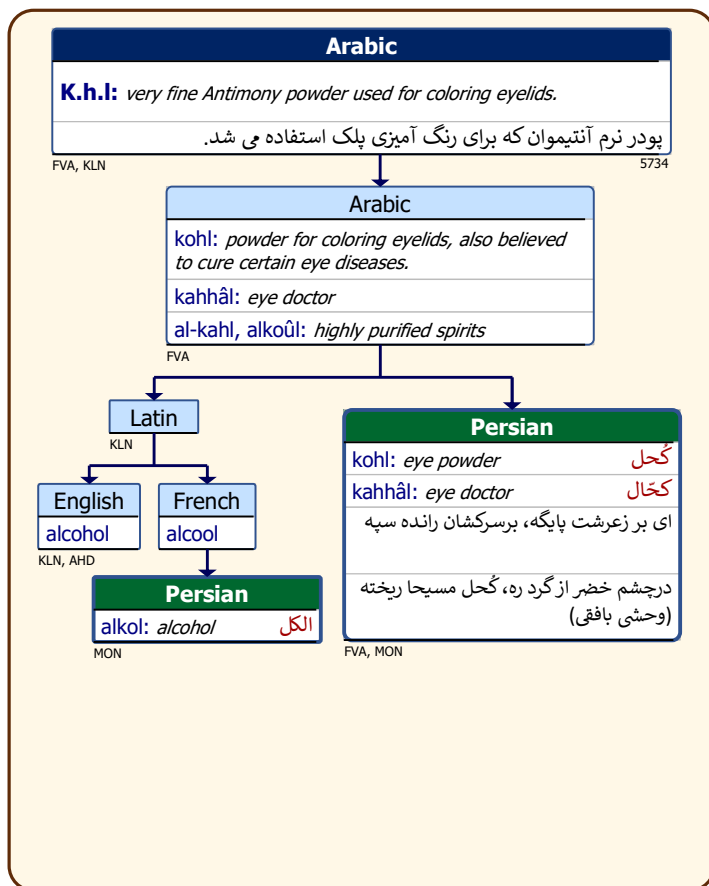 Arabic
K.h.l: very fine Antimony powder used for coloring eyelids.
پودر نرم آنتیموان که برای رنگ آمیزی پلک استفاده می شد.
FVA, KLN 5734
Arabic
kohl: powder for coloring eyelids, also believed
to cure certain eye diseases.
kahhâl: eye doctor
al-kahl, alkoûl: highly purified spirits
FVA
Latin
KLN
English
alcohol
KLN, AHD
French
alcool
Persian
alkol: alcohol الکل
MON
Persian
kohl: eye powder کُحل
kahhâl: eye doctor کحّال
ای بر زعرشت پایگه، برسرکشان رانده سپه
درچشم خضر از گرد ره، کُحل مسیحا ریخته
(وحشی بافقی)
FVA, MON